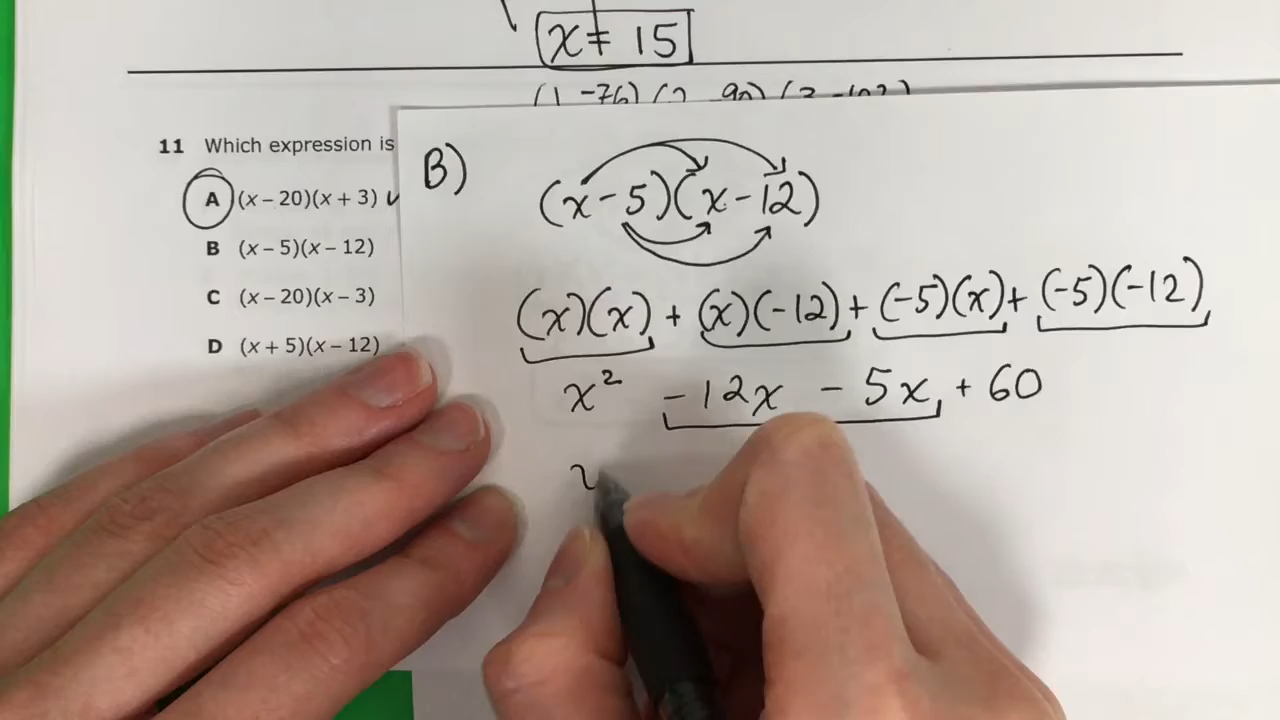 x = 15
11 Which expression is
A (x – 20)(x + 3) ✓
B (x – 5)(x – 12)
C (x – 20)(x – 3)
D (x + 5)(x – 12)
B)
(x - 5)(x - 12)
(x)(x) + (x)(-12) + (-5)(x) + (-5)(-12)
x² - 12x - 5x + 60